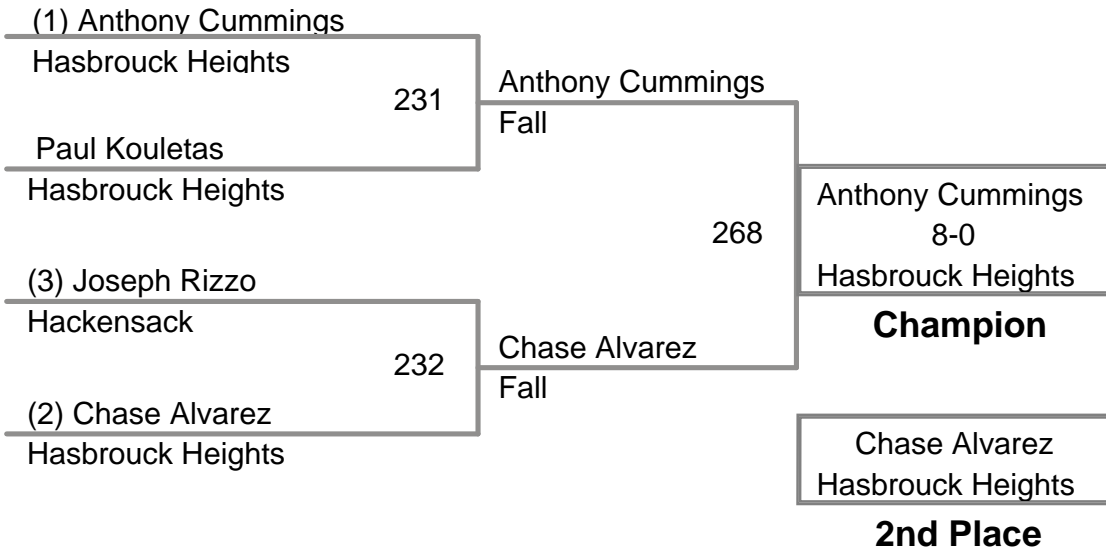 (1) Anthony Cummings
Hasbrouck Heights
231
Paul Kouletas
Hasbrouck Heights
(3) Joseph Rizzo
Hackensack
232
(2) Chase Alvarez
Hasbrouck Heights
Anthony Cummings
Fall
268
Chase Alvarez
Fall
Anthony Cummings
8-0
Hasbrouck Heights
Champion
Chase Alvarez
Hasbrouck Heights
2nd Place